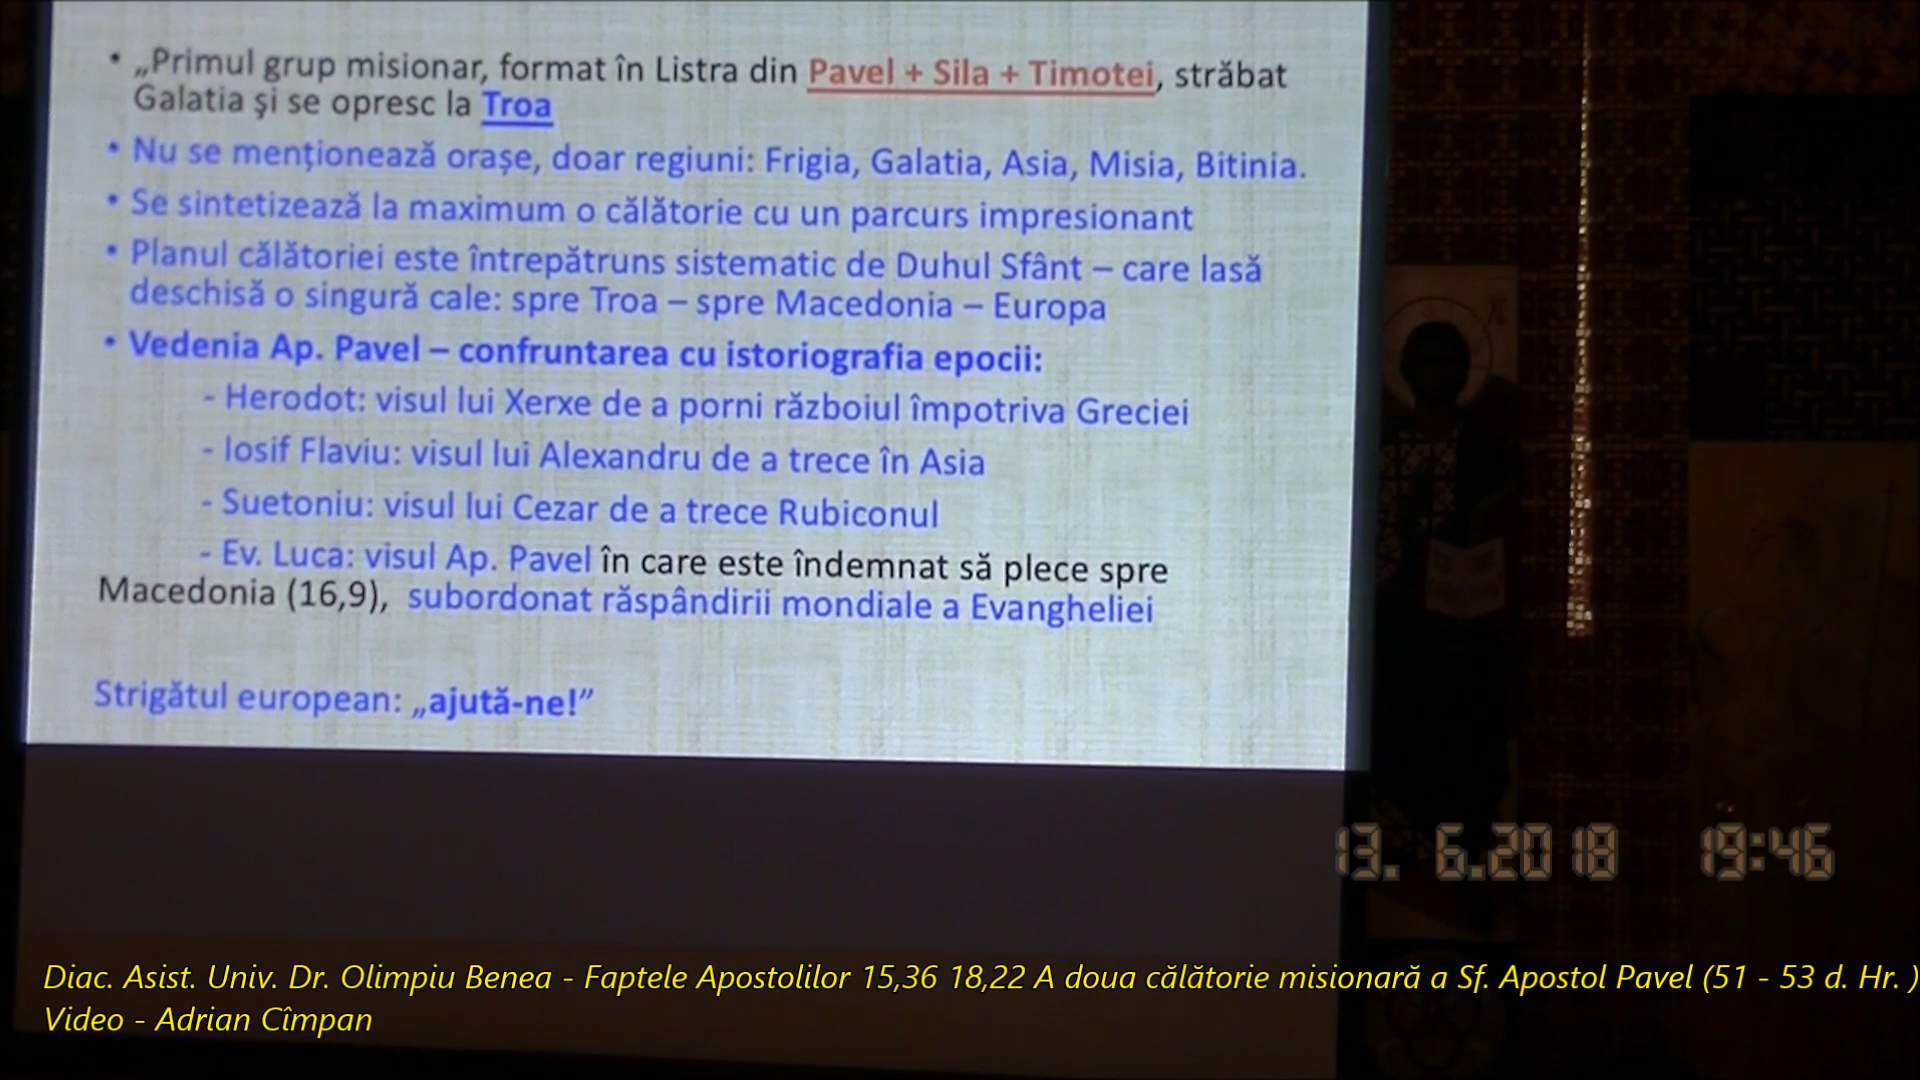 • „Primul grup misionar, format în Listra din Pavel + Sila + Timotei, străbat
Galatia şi se opresc la Troa
• Nu se menţionează oraşe, doar regiuni: Frigia, Galatia, Asia, Misia, Bitinia.
• Se sintetizează la maximum o călătorie cu un parcurs impresionant
• Planul călătoriei este întrepătruns sistematic de Duhul Sfânt – care lasă
deschisă o singură cale: spre Troa – spre Macedonia – Europa
• Vedenia Ap. Pavel – confruntarea cu istoriografia epocii:
- Herodot: visul lui Xerxe de a porni războiul împotriva Greciei
- Iosif Flaviu: visul lui Alexandru de a trece în Asia
- Suetoniu: visul lui Cezar de a trece Rubiconul
- Ev. Luca: visul Ap. Pavel în care este îndemnat să plece spre
Macedonia (16,9), subordonat răspândirii mondiale a Evangheliei
Strigătul european: „ajută-ne!”
13. 6.2018 19:46
Diac. Asist. Univ. Dr. Olimpiu Benea - Faptele Apostolilor 15,36 18,22 A doua călătorie misionară a Sf. Apostol Pavel (51 - 53 d. Hr. )
Video - Adrian Cîmpan